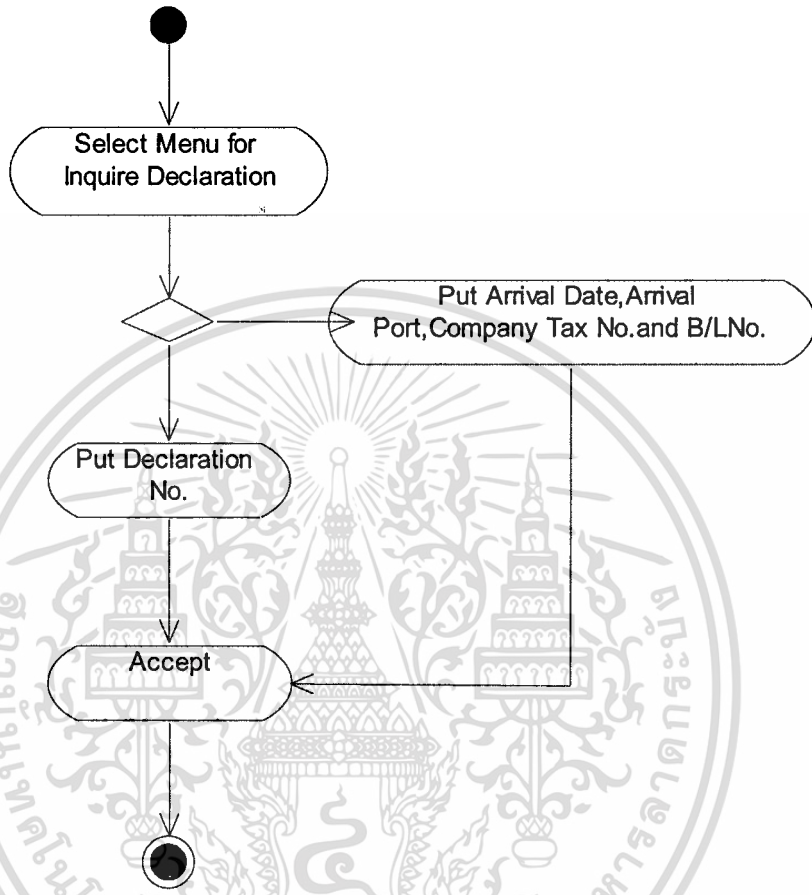 Select Menu for
Inquire Declaration
Put Arrival Date,Arrival
Port,Company Tax No.and B/LNo.
Put Declaration
No.
Accept